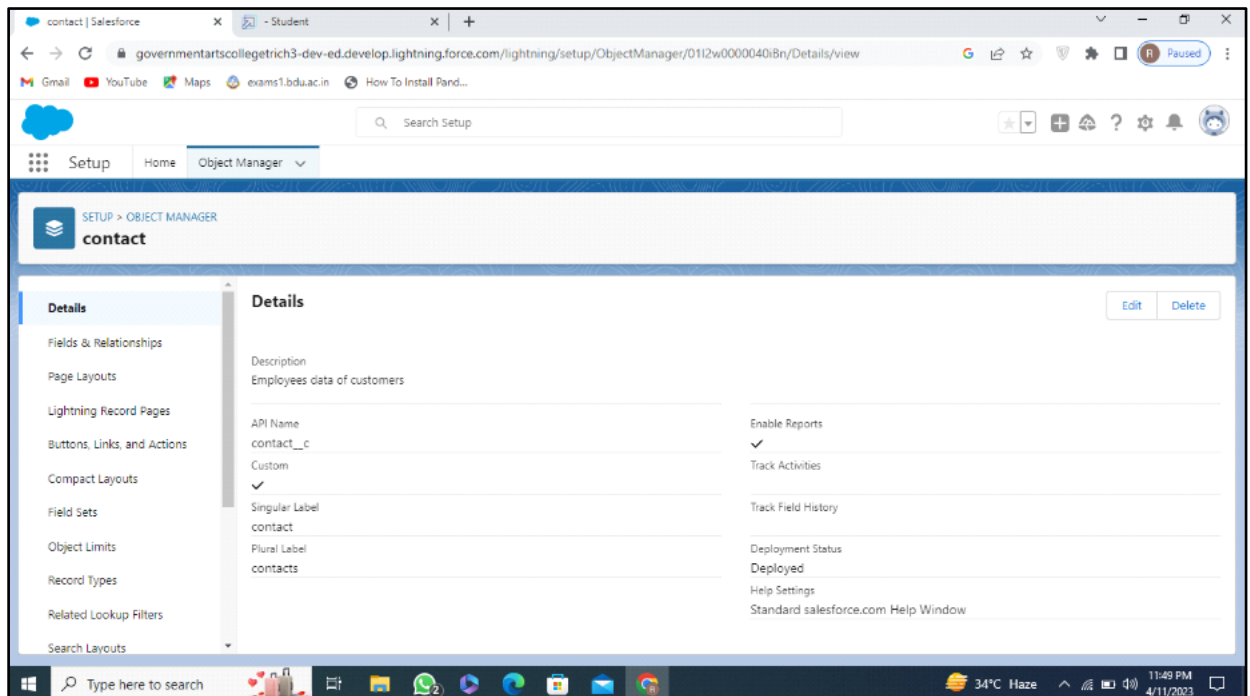 contact | Salesforce
- Student
governmentartscollegetrich3-dev-ed.develop.lightning.force.com/lightning/setup/ObjectManager/01I2w0000040iBn/Details/view
Paused
Gmail
YouTube
Maps
exams1.bdu.ac.in
How To Install Pand...
Search Setup
Setup
Home
Object Manager
SETUP > OBJECT MANAGER
contact
Details
Fields & Relationships
Page Layouts
Lightning Record Pages
Buttons, Links, and Actions
Compact Layouts
Field Sets
Object Limits
Record Types
Related Lookup Filters
Search Layouts
Details
Edit
Delete
Description
Employees data of customers
API Name
contact__c
Custom
Singular Label
contact
Plural Label
contacts
Enable Reports
Track Activities
Track Field History
Deployment Status
Deployed
Help Settings
Standard salesforce.com Help Window
Type here to search
34°C Haze
11:49 PM
4/11/2023